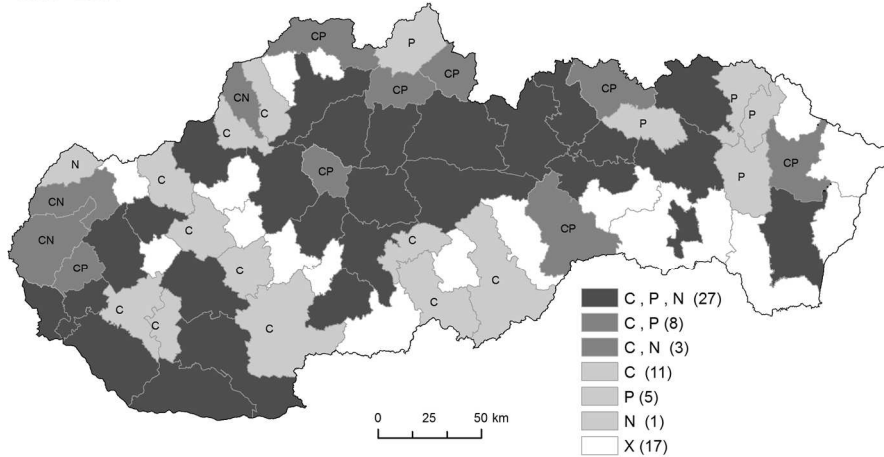 CP
P
CP
CP
CN
C
C
CP
P
P
P
N
C
CP
CP
P
CN
C
CP
CN
C
C
CP
C
C
C
C
C
C , P , N (27)
C , P (8)
C , N (3)
C (11)
P (5)
N (1)
X (17)
0 25 50 km